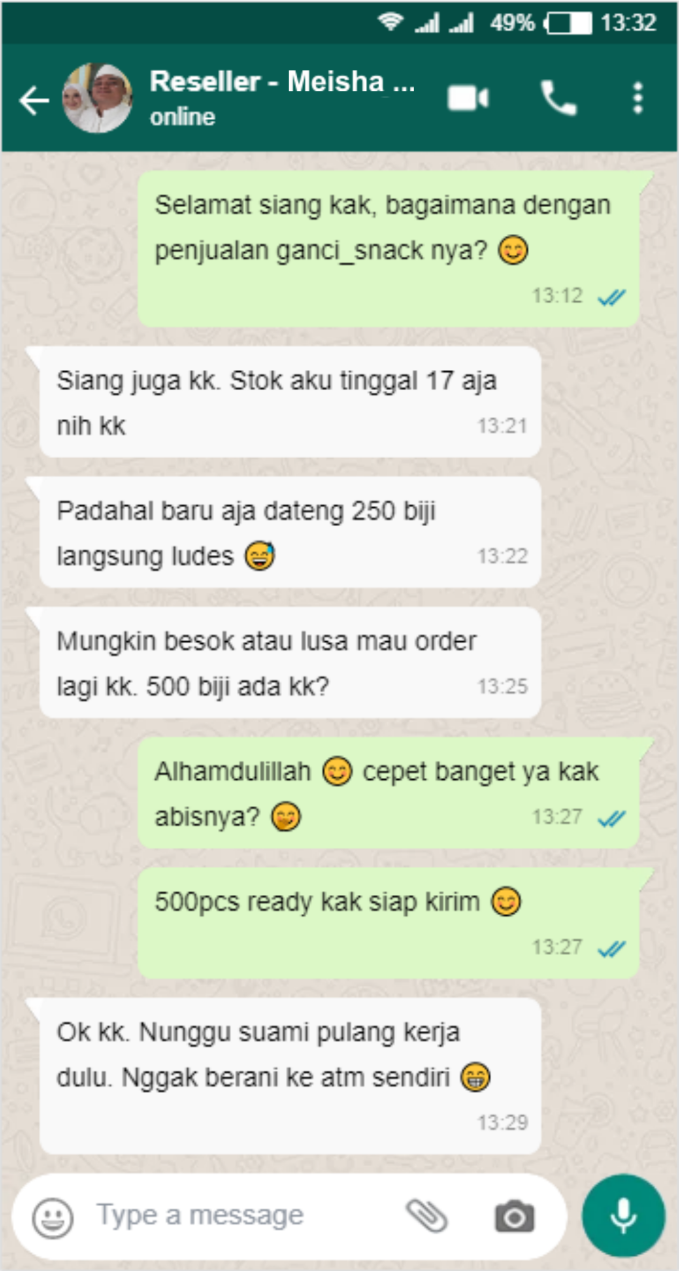 49% 13:32
Reseller - Meisha ...
online
Selamat siang kak, bagaimana dengan
penjualan ganci_snack nya? 😊
13:12
Siang juga kk. Stok aku tinggal 17 aja
nih kk 13:21
Padahal baru aja dateng 250 biji
langsung ludes 😅 13:22
Mungkin besok atau lusa mau order
lagi kk. 500 biji ada kk? 13:25
Alhamdulillah 😊 cepet banget ya kak
abisnya? 🤭 13:27
500pcs ready kak siap kirim 😊
13:27
Ok kk. Nunggu suami pulang kerja
dulu. Nggak berani ke atm sendiri 😁
13:29
Type a message